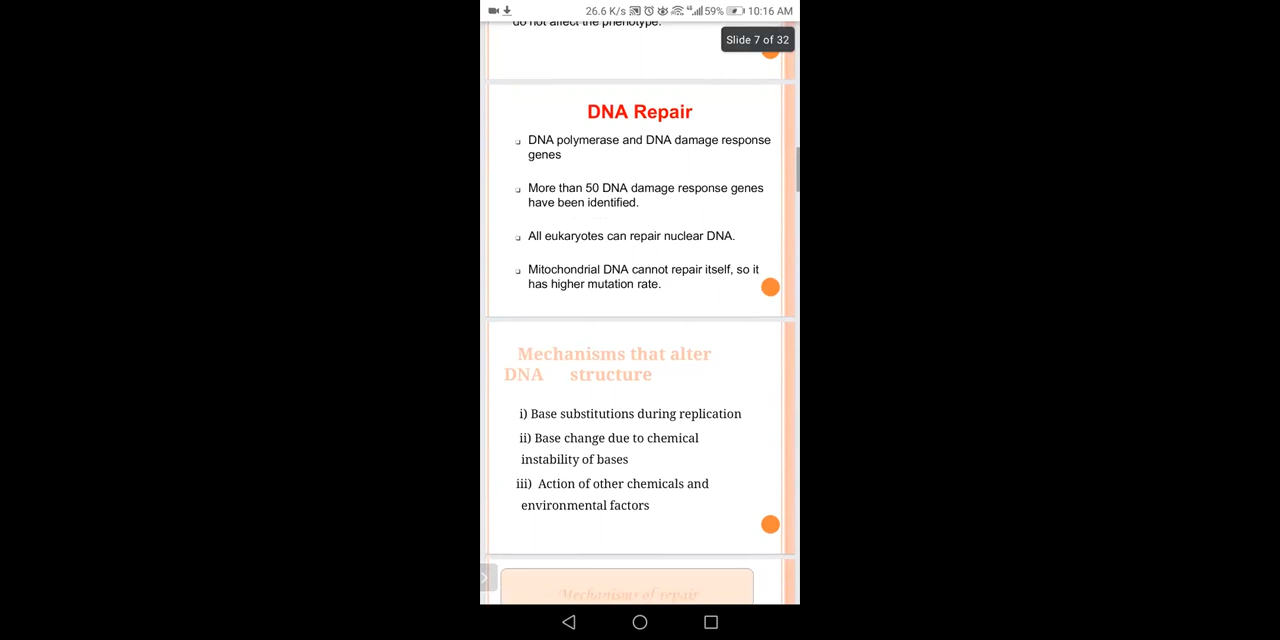 26.6 K/s 59% 10:16 AM
do not affect the phenotype.
Slide 7 of 32
DNA Repair
DNA polymerase and DNA damage response
genes
More than 50 DNA damage response genes
have been identified.
All eukaryotes can repair nuclear DNA.
Mitochondrial DNA cannot repair itself, so it
has higher mutation rate.
Mechanisms that alter
DNA structure
i) Base substitutions during replication
ii) Base change due to chemical
instability of bases
iii) Action of other chemicals and
environmental factors
Mechanisms of repair